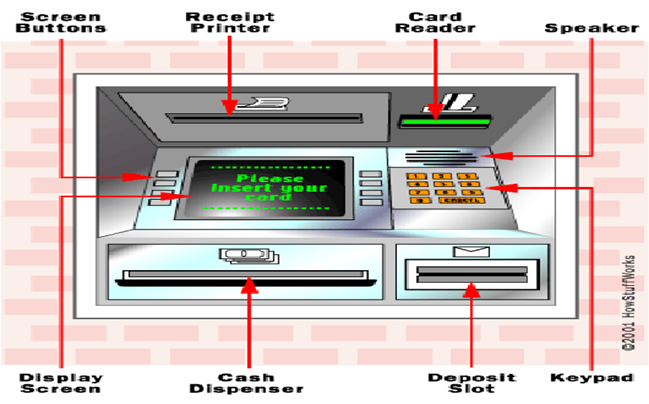 Screen
Buttons
Receipt
Printer
Card
Reader
Speaker
Please
insert your
card
CANCEL
©2001 HowStuffWorks
Display
Screen
Cash
Dispenser
Deposit
Slot
Keypad